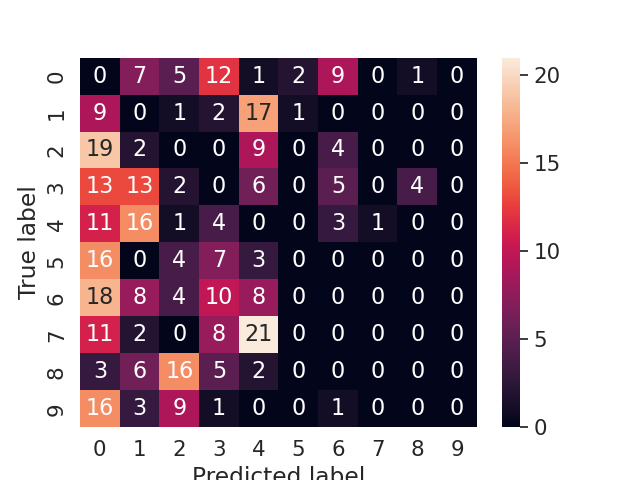 0 0 7 5 12 1 2 9 0 1 0
1 9 0 1 2 17 1 0 0 0 0
2 19 2 0 0 9 0 4 0 0 0
3 13 13 2 0 6 0 5 0 4 0
4 11 16 1 4 0 0 3 1 0 0
5 16 0 4 7 3 0 0 0 0 0
6 18 8 4 10 8 0 0 0 0 0
7 11 2 0 8 21 0 0 0 0 0
8 3 6 16 5 2 0 0 0 0 0
9 16 3 9 1 0 0 1 0 0 0
0 1 2 3 4 5 6 7 8 9
Predicted label
True label
20
15
10
5
0